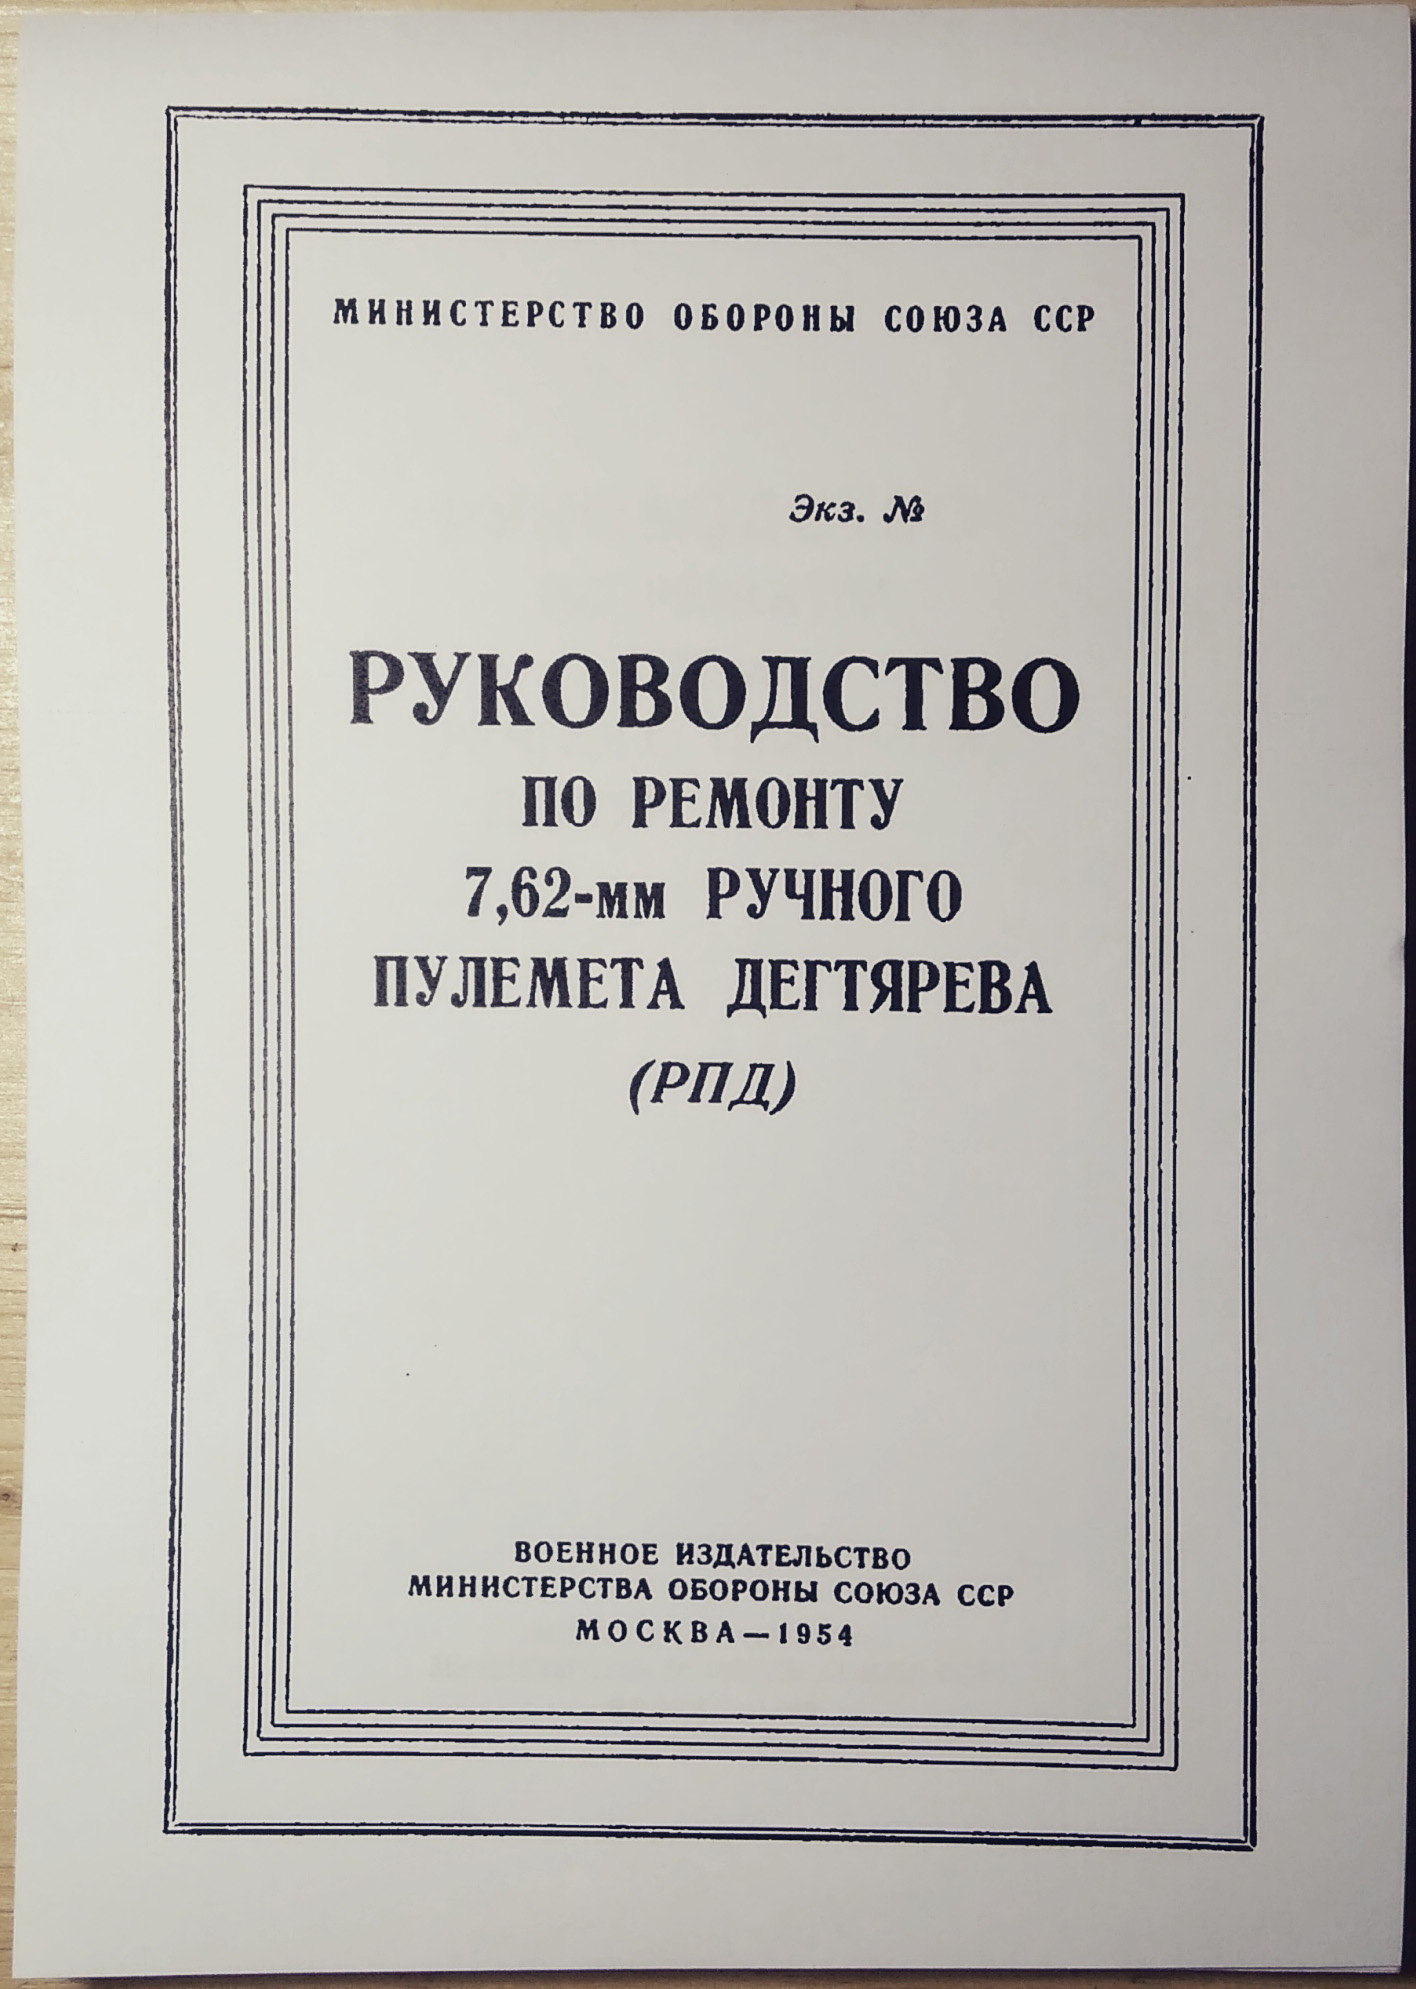 МИНИСТЕРСТВО ОБОРОНЫ СОЮЗА ССР
Экз. №
РУКОВОДСТВО
ПО РЕМОНТУ
7,62-мм РУЧНОГО
ПУЛЕМЕТА ДЕГТЯРЕВА
(РПД)
ВОЕННОЕ ИЗДАТЕЛЬСТВО
МИНИСТЕРСТВА ОБОРОНЫ СОЮЗА ССР
МОСКВА—1954